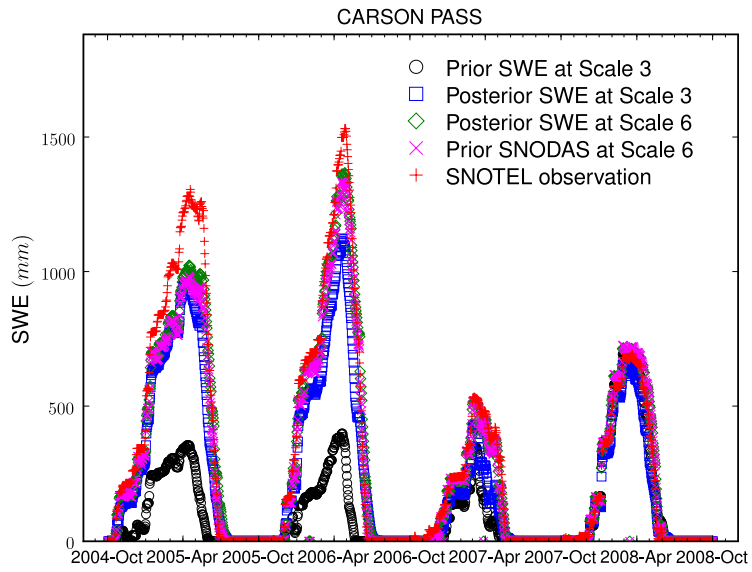 CARSON PASS
Prior SWE at Scale 3
Posterior SWE at Scale 3
Posterior SWE at Scale 6
Prior SNODAS at Scale 6
SNOTEL observation
SWE (mm)
1500
1000
500
0
2004-Oct 2005-Apr 2005-Oct 2006-Apr 2006-Oct 2007-Apr 2007-Oct 2008-Apr 2008-Oct